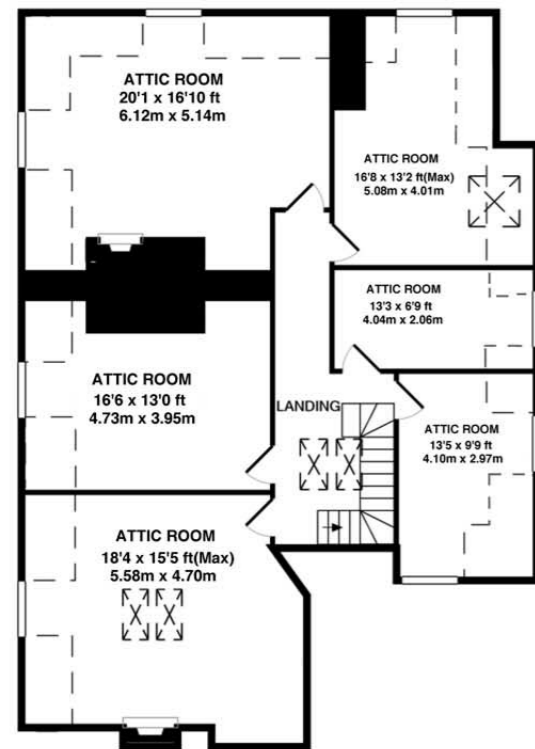 ATTIC ROOM
20'1 x 16'10 ft
6.12m x 5.14m
ATTIC ROOM
16'8 x 13'2 ft(Max)
5.08m x 4.01m
ATTIC ROOM
13'3 x 6'9 ft
4.04m x 2.06m
ATTIC ROOM
16'6 x 13'0 ft
4.73m x 3.95m
LANDING
ATTIC ROOM
13'5 x 9'9 ft
4.10m x 2.97m
ATTIC ROOM
18'4 x 15'5 ft(Max)
5.58m x 4.70m